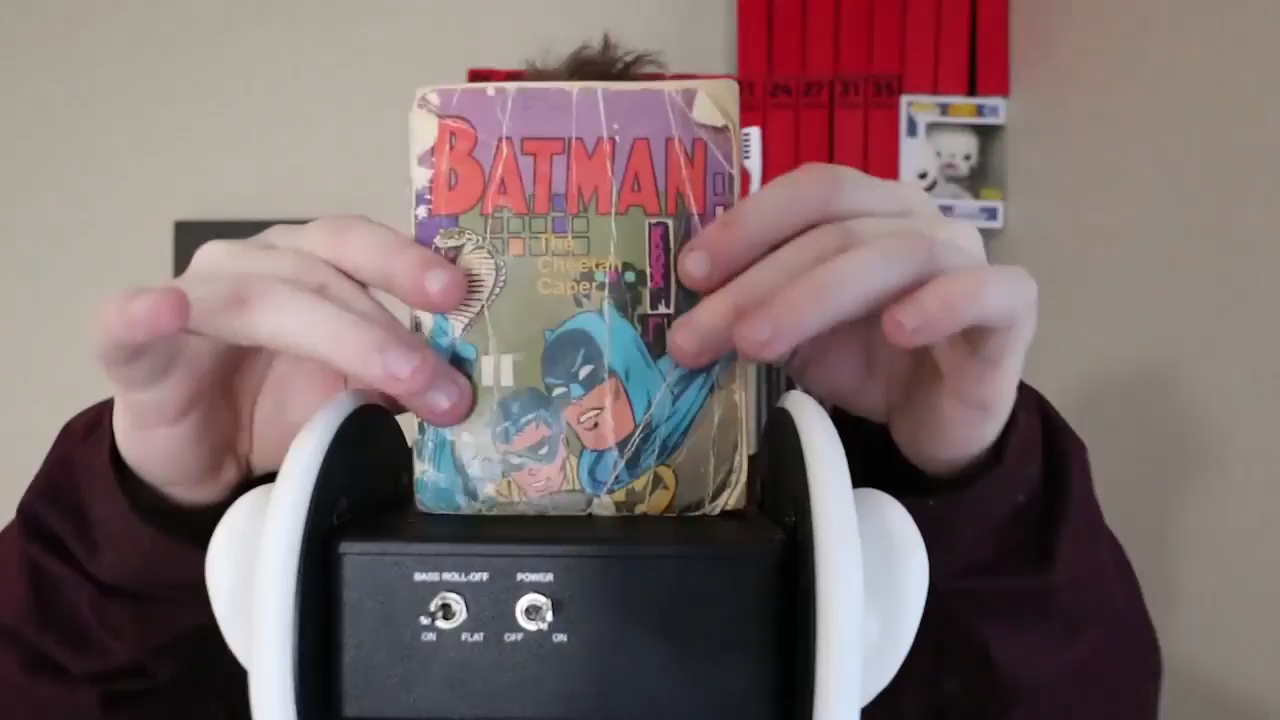 24 27 31 35
BATMAN
The
Cheetah
Caper
BASS ROLL-OFF POWER
ON FLAT OFF ON